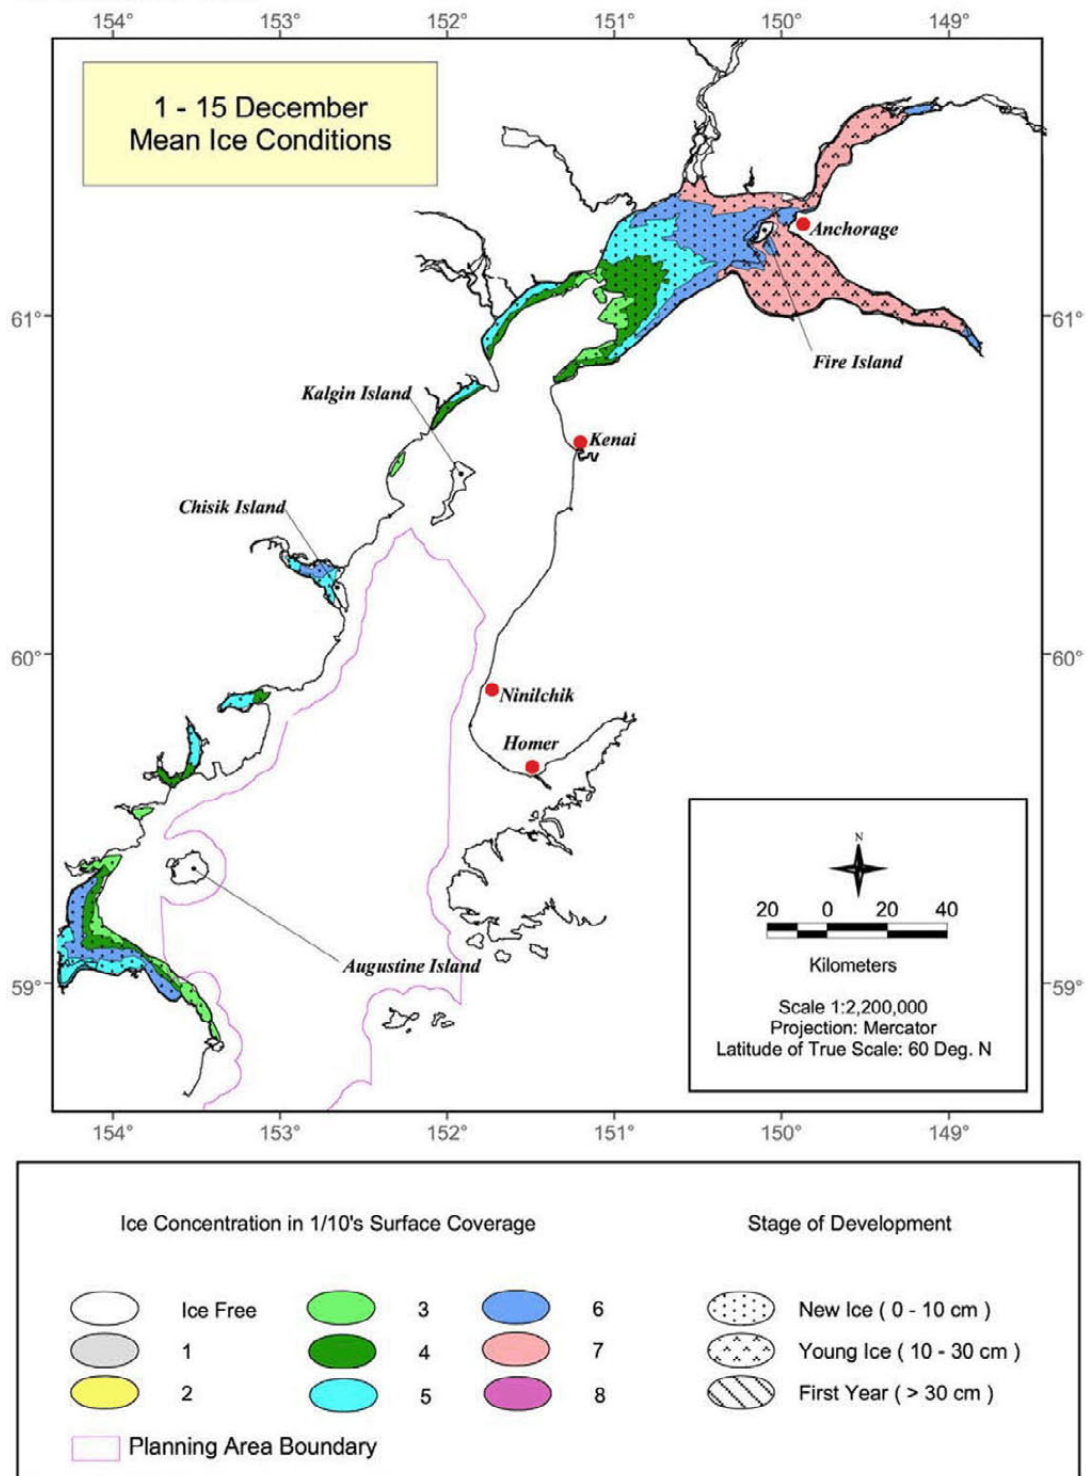 154° 153° 152° 151° 150° 149°
1 - 15 December
Mean Ice Conditions
Anchorage
61° 61°
Fire Island
Kalgin Island
Kenai
Chisik Island
60° 60°
Ninilchik
Homer
N
20 0 20 40
Kilometers
Augustine Island
59° 59°
Scale 1:2,200,000
Projection: Mercator
Latitude of True Scale: 60 Deg. N
154° 153° 152° 151° 150° 149°
Ice Concentration in 1/10's Surface Coverage
Stage of Development
Ice Free 3 6 New Ice ( 0 - 10 cm )
1 4 7 Young Ice ( 10 - 30 cm )
2 5 8 First Year ( > 30 cm )
Planning Area Boundary